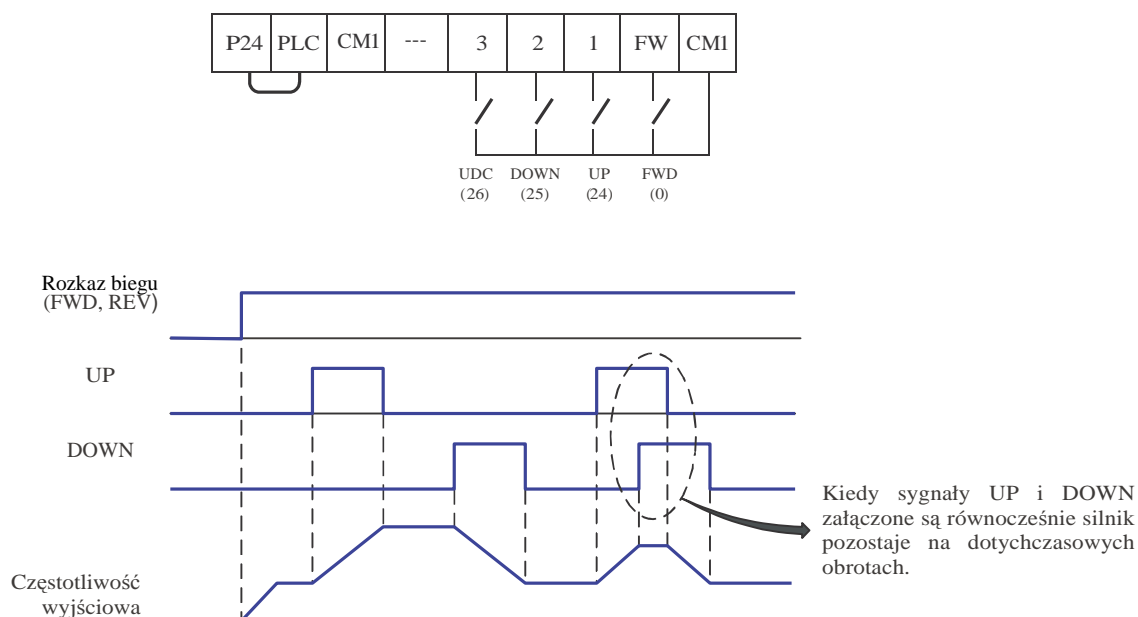 P24 PLC CM1 --- 3 2 1 FW CM1
UDC DOWN UP FWD
(26) (25) (24) (0)
Rozkaz biegu
(FWD, REV)
UP
DOWN
Kiedy sygnały UP i DOWN
załączone są równocześnie silnik
pozostaje na dotychczasowych
obrotach.
Częstotliwość
wyjściowa